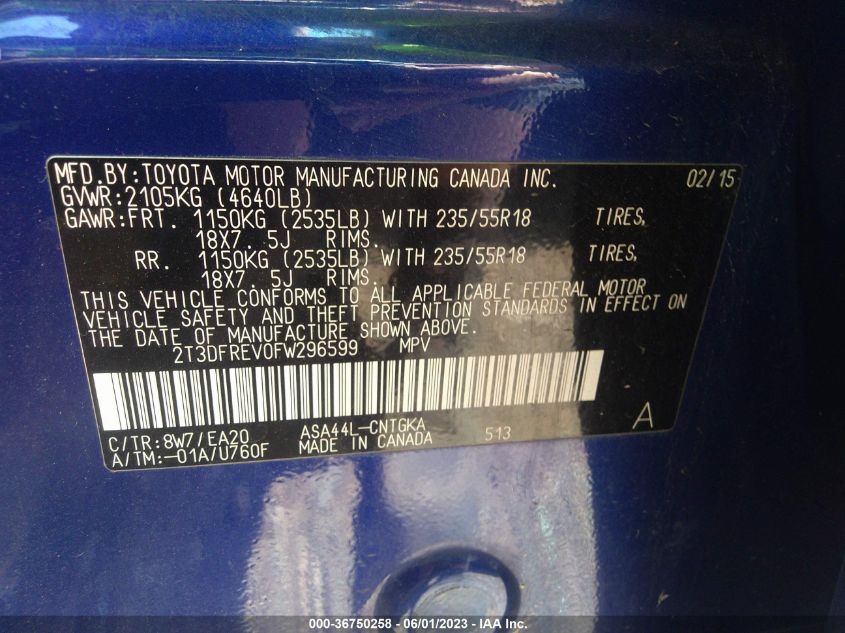 MFD.BY:TOYOTA MOTOR MANUFACTURING CANADA INC. 02/15
GVWR:2105KG (4640LB)
GAWR:FRT. 1150KG (2535LB) WITH 235/55R18 TIRES,
18X7. 5J RIMS.
RR. 1150KG (2535LB) WITH 235/55R18 TIRES,
18X7. 5J RIMS.
THIS VEHICLE CONFORMS TO ALL APPLICABLE FEDERAL MOTOR
VEHICLE SAFETY AND THEFT PREVENTION STANDARDS IN EFFECT ON
THE DATE OF MANUFACTURE SHOWN ABOVE.
2T3DFREV0FW296599 MPV
A
C/TR:8W7/EA20 ASA44L-CNTGKA 513
A/TM:-01A/U760F MADE IN CANADA
000-36750258 - 06/01/2023 - IAA Inc.